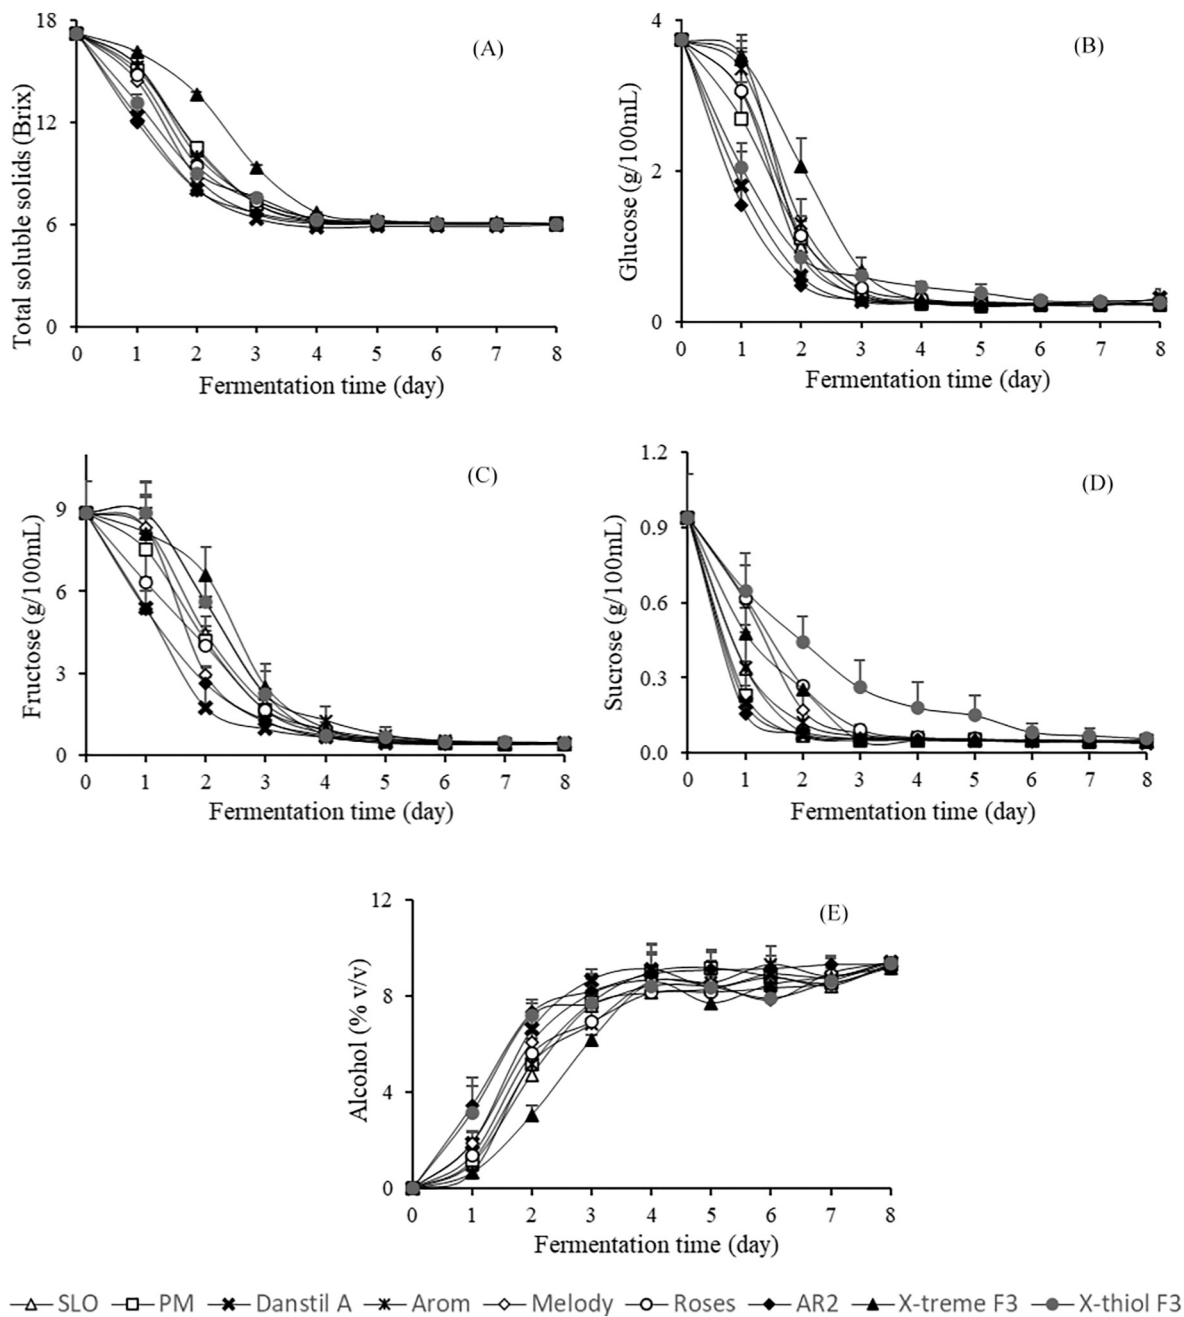 (A)
Total soluble solids (Brix)
18
12
6
0
0 1 2 3 4 5 6 7 8
Fermentation time (day)
(B)
Glucose (g/100mL)
4
2
0
0 1 2 3 4 5 6 7 8
Fermentation time (day)
(C)
Fructose (g/100mL)
9
6
3
0
0 1 2 3 4 5 6 7 8
Fermentation time (day)
(D)
Sucrose (g/100mL)
1.2
0.9
0.6
0.3
0.0
0 1 2 3 4 5 6 7 8
Fermentation time (day)
(E)
Alcohol (% v/v)
12
8
4
0
0 1 2 3 4 5 6 7 8
Fermentation time (day)
SLO PM Danstil A Arom Melody Roses AR2 X-treme F3 X-thiol F3